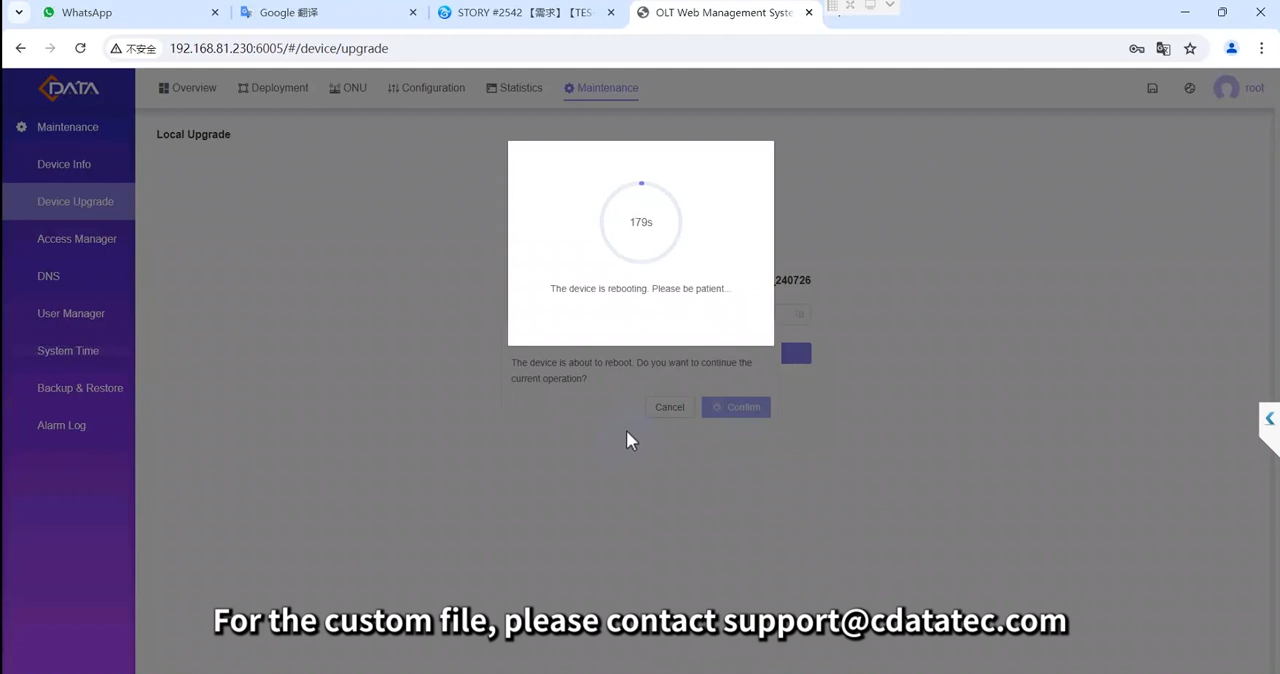 WhatsApp
Google 翻译
STORY #2542 【需求】【TES
OLT Web Management Syste
不安全
192.168.81.230:6005/#/device/upgrade
DATA
Overview
Deployment
ONU
Configuration
Statistics
Maintenance
root
Maintenance
Device Info
Device Upgrade
Access Manager
DNS
User Manager
System Time
Backup & Restore
Alarm Log
Local Upgrade
179s
The device is rebooting. Please be patient...
_240726
The device is about to reboot. Do you want to continue the
current operation?
Cancel
Confirm
For the custom file, please contact support@cdatatec.com